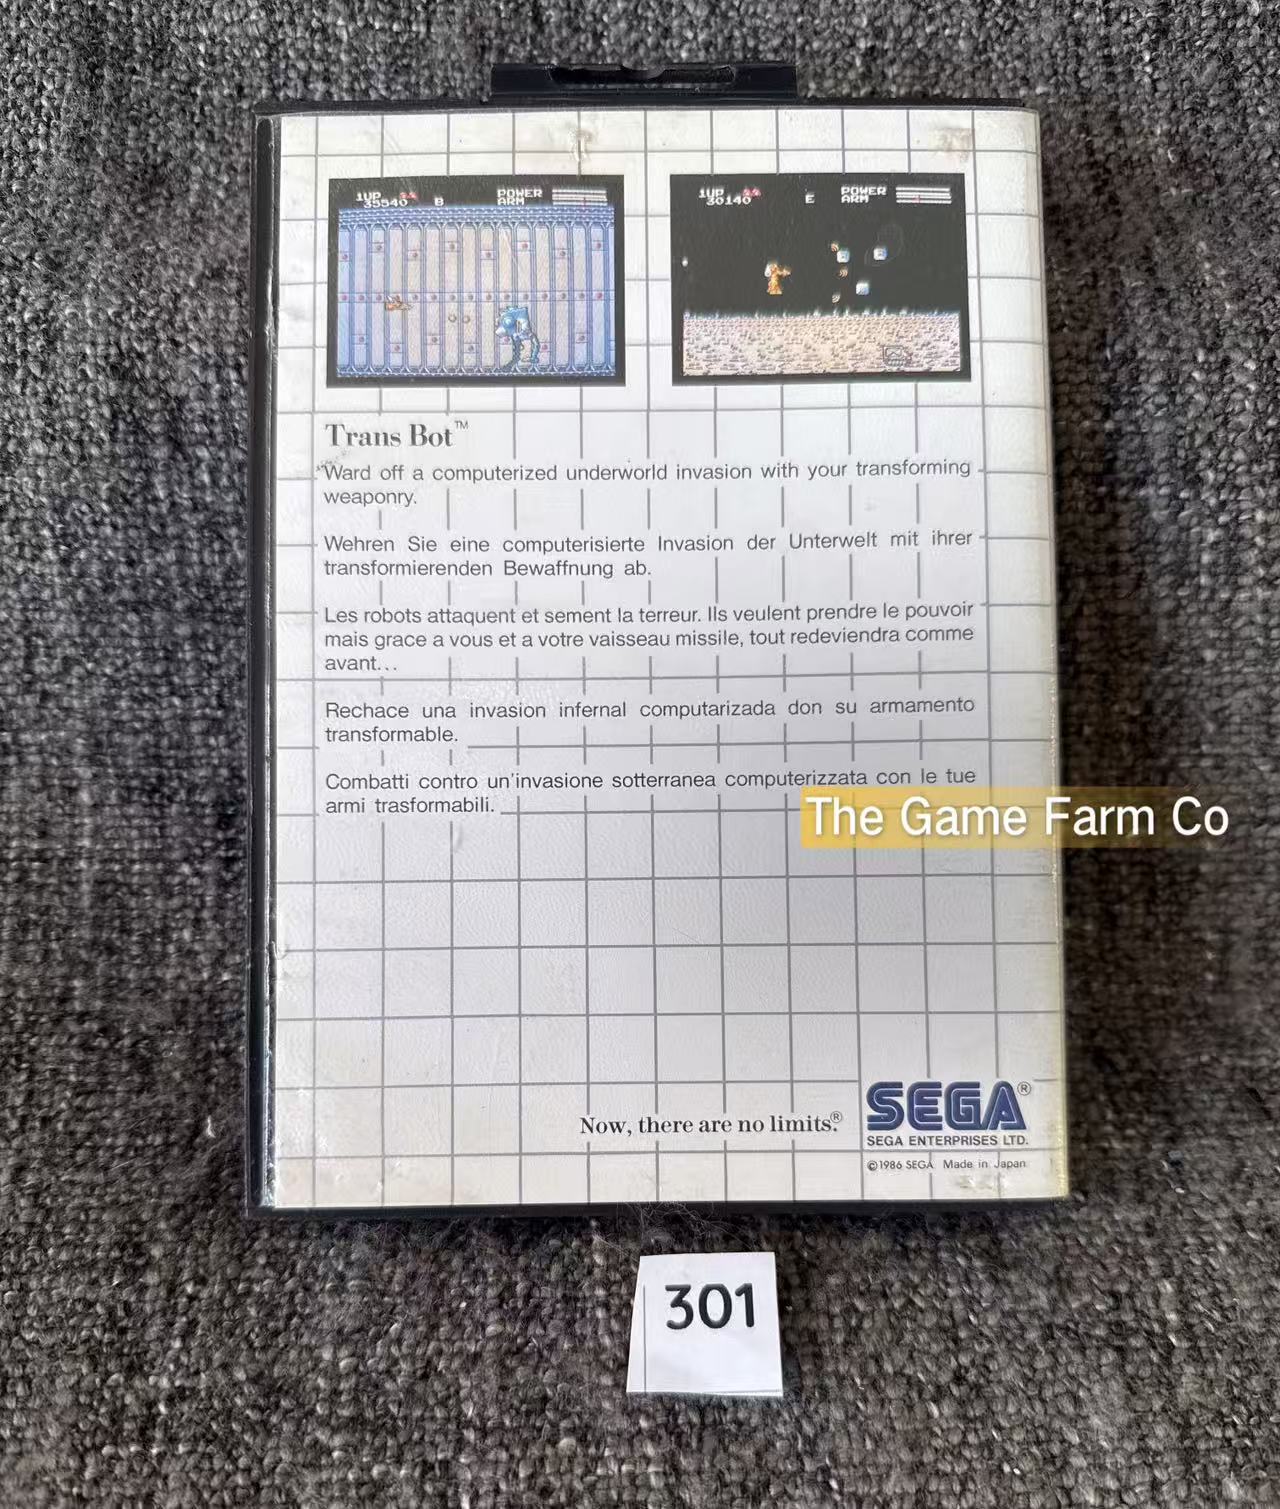 1UP
35540 B POWER
ARM
1UP
30140 E POWER
ARM
Trans Bot™
Ward off a computerized underworld invasion with your transforming
weaponry.
Wehren Sie eine computerisierte Invasion der Unterwelt mit ihrer
transformierenden Bewaffnung ab.
Les robots attaquent et sement la terreur. Ils veulent prendre le pouvoir
mais grace a vous et a votre vaisseau missile, tout redeviendra comme
avant...
Rechace una invasion infernal computarizada don su armamento
transformable.
Combatti contro un'invasione sotterranea computerizzata con le tue
armi trasformabili.
The Game Farm Co
Now, there are no limits.®
SEGA®
SEGA ENTERPRISES LTD.
©1986 SEGA Made in Japan
301